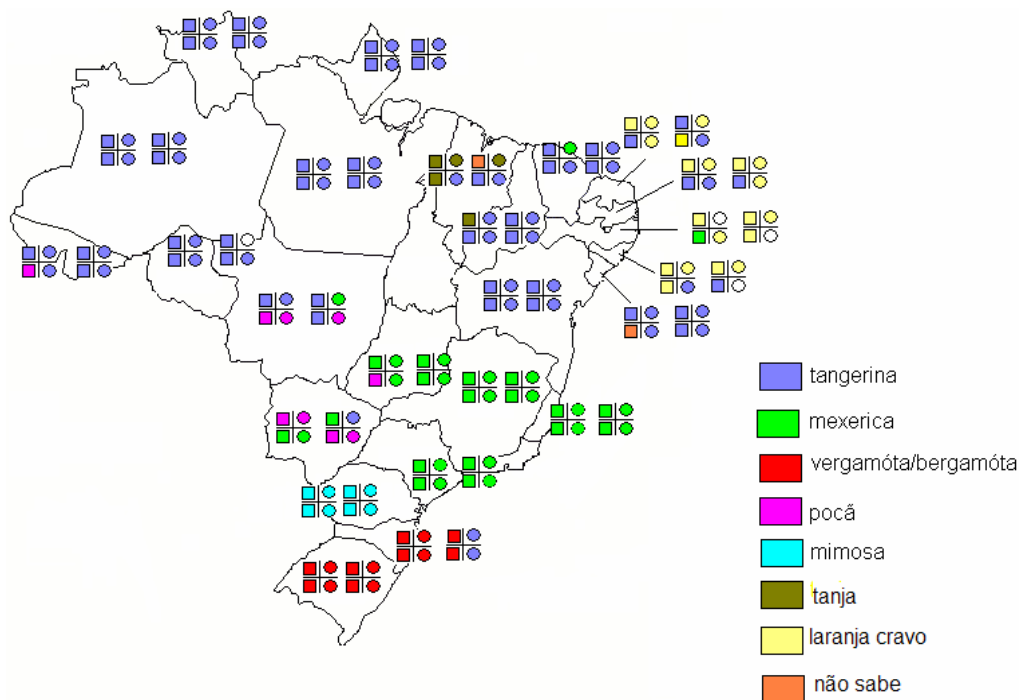 tangerina
mexerica
vergamóta/bergamóta
pocã
mimosa
tanja
laranja cravo
não sabe